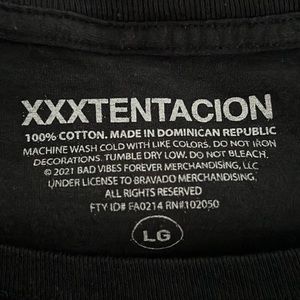 XXXTENTACION
100% COTTON. MADE IN DOMINICAN REPUBLIC
MACHINE WASH COLD WITH LIKE COLORS. DO NOT IRON
DECORATIONS. TUMBLE DRY LOW. DO NOT BLEACH.
© 2021 BAD VIBES FOREVER MERCHANDISING, LLC
UNDER LICENSE TO BRAVADO MERCHANDISING, LLC.
ALL RIGHTS RESERVED
FTY ID# FA0214 RN#102050
LG